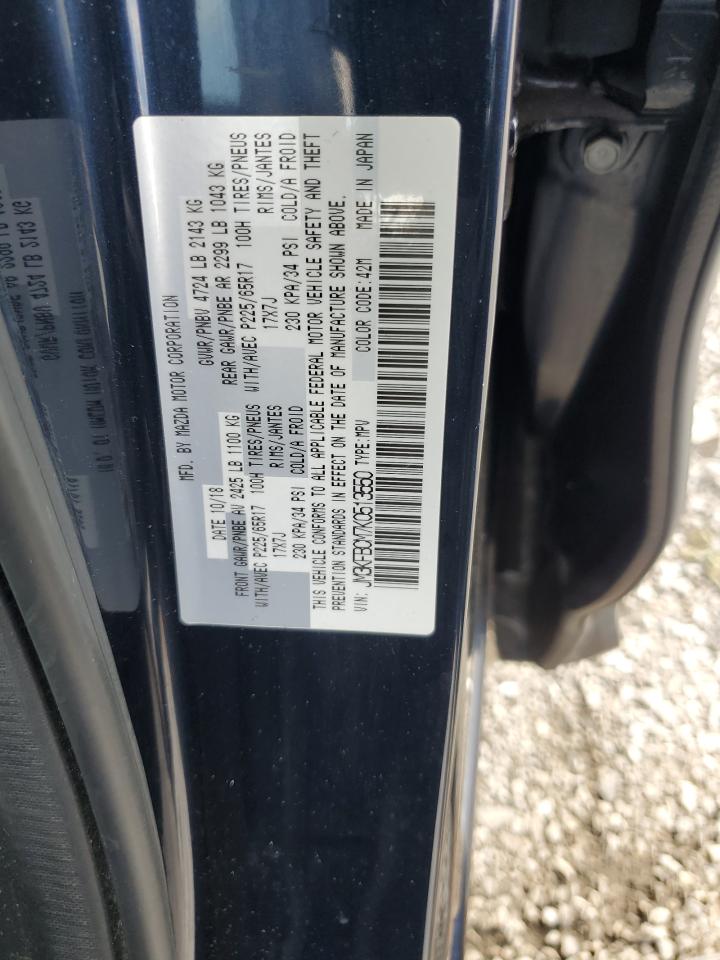 MFD. BY MAZDA MOTOR CORPORATION
DATE 10/18 GVWR/PNBV 4724 LB 2143 KG
FRONT GAWR/PNBE AV 2425 LB 1100 KG REAR GAWR/PNBE AR 2299 LB 1043 KG
WITH/AVEC P225/65R17 100H TIRES/PNEUS WITH/AVEC P225/65R17 100H TIRES/PNEUS
17X7J RIMS/JANTES 17X7J RIMS/JANTES
230 KPA/34 PSI COLD/A FROID 230 KPA/34 PSI COLD/A FROID
THIS VEHICLE CONFORMS TO ALL APPLICABLE FEDERAL MOTOR VEHICLE SAFETY AND THEFT
PREVENTION STANDARDS IN EFFECT ON THE DATE OF MANUFACTURE SHOWN ABOVE.
VIN: JM3KFBCM7K0513550 TYPE:MPV COLOR CODE:42M MADE IN JAPAN